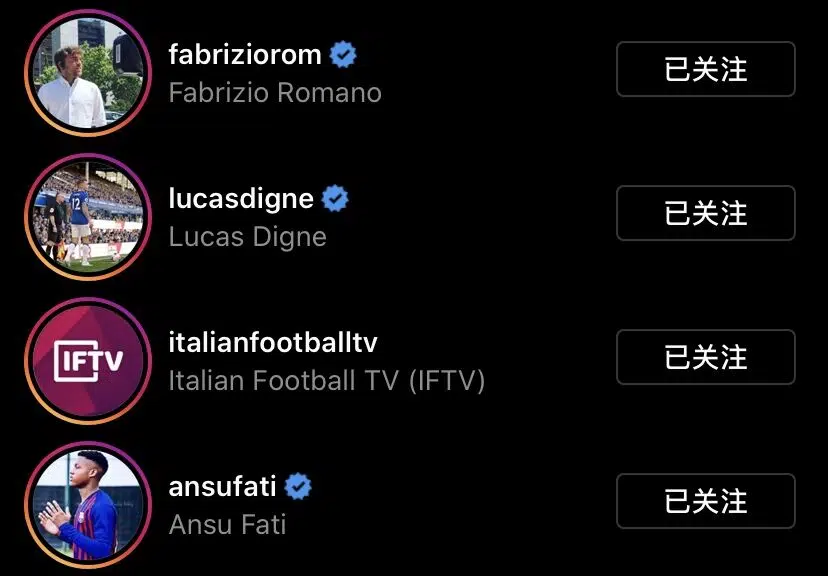 fabriziorom
Fabrizio Romano
已关注
12
lucasdigne
Lucas Digne
已关注
IFTV
italianfootballtv
Italian Football TV (IFTV)
已关注
ansufati
Ansu Fati
已关注